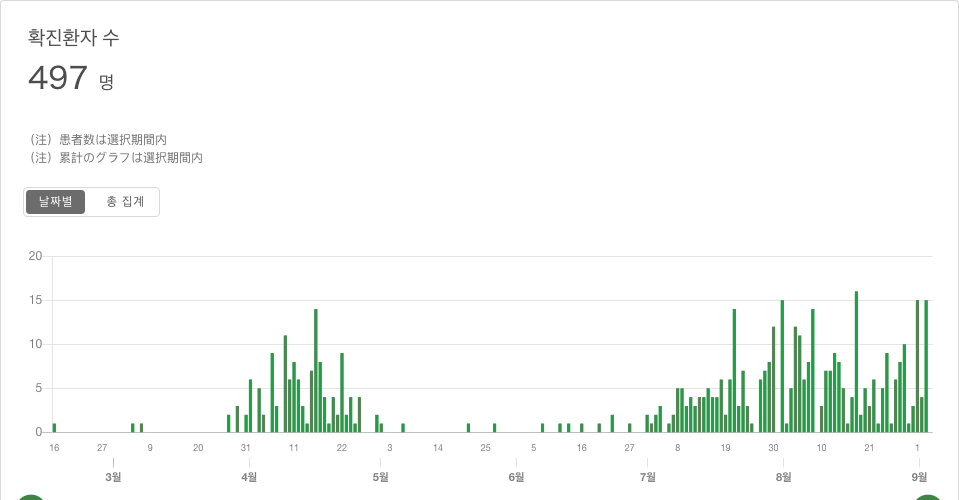 확진환자 수
497 명
（注）患者数は選択期間内
（注）累計のグラフは選択期間内
날짜별 총 집계
20
15
10
5
0
16 27 9 20 31 11 22 3 14 25 5 16 27 8 19 30 10 21 1
3월 4월 5월 6월 7월 8월 9월